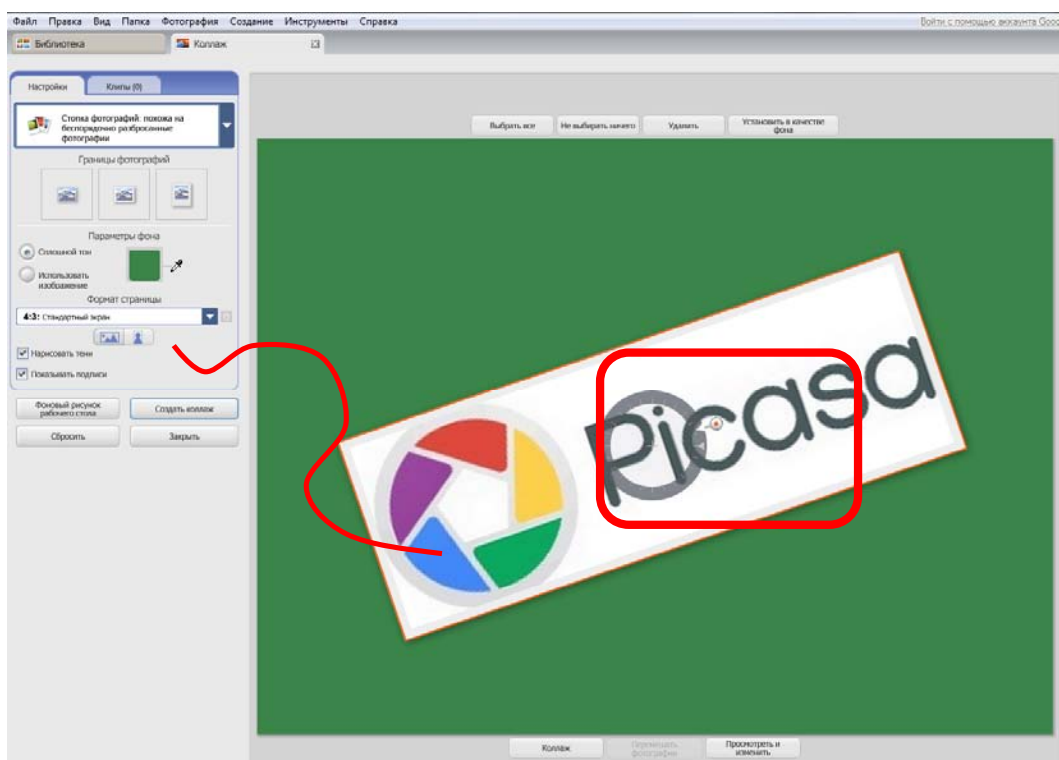 Файл Правка Вид Папка Фотография Создание Инструменты Справка
Войти с помощью аккаунта Goog
Библиотека
Коллаж
Настройки
Клипы (0)
Стопка фотографий: похожа на
беспорядочно разбросанные
фотографии
Границы фотографий
Параметры фона
Сплошной тон
Использовать
изображение
Формат страницы
4:3: Стандартный экран
Нарисовать тени
Показывать подписи
Фоновый рисунок
рабочего стола
Создать коллаж
Сбросить
Закрыть
Выбрать все
Не выбирать ничего
Удалить
Установить в качестве
фона
Picasa
Коллаж
Просмотреть и
изменить